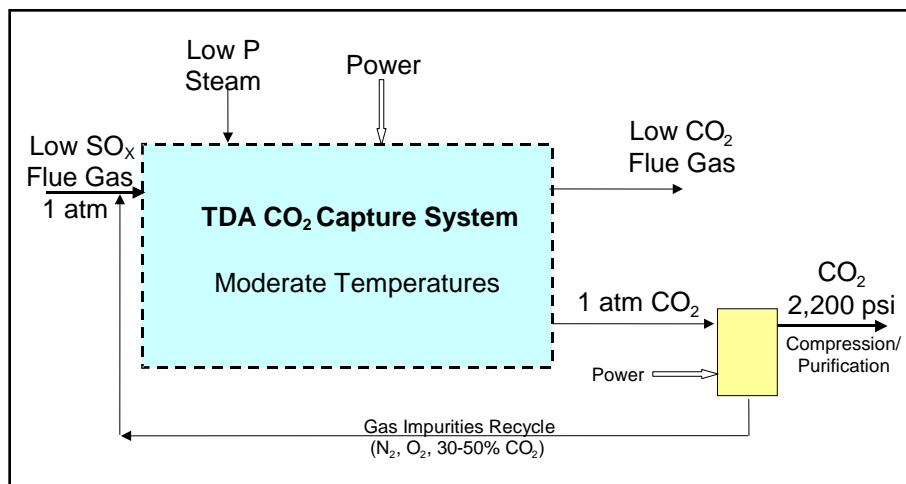 Low P
Steam
Power
Low SOₓ
Flue Gas
1 atm
Low CO₂
Flue Gas
TDA CO₂ Capture System
Moderate Temperatures
1 atm CO₂
CO₂
2,200 psi
Compression/
Purification
Power
Gas Impurities Recycle
(N₂, O₂, 30-50% CO₂)